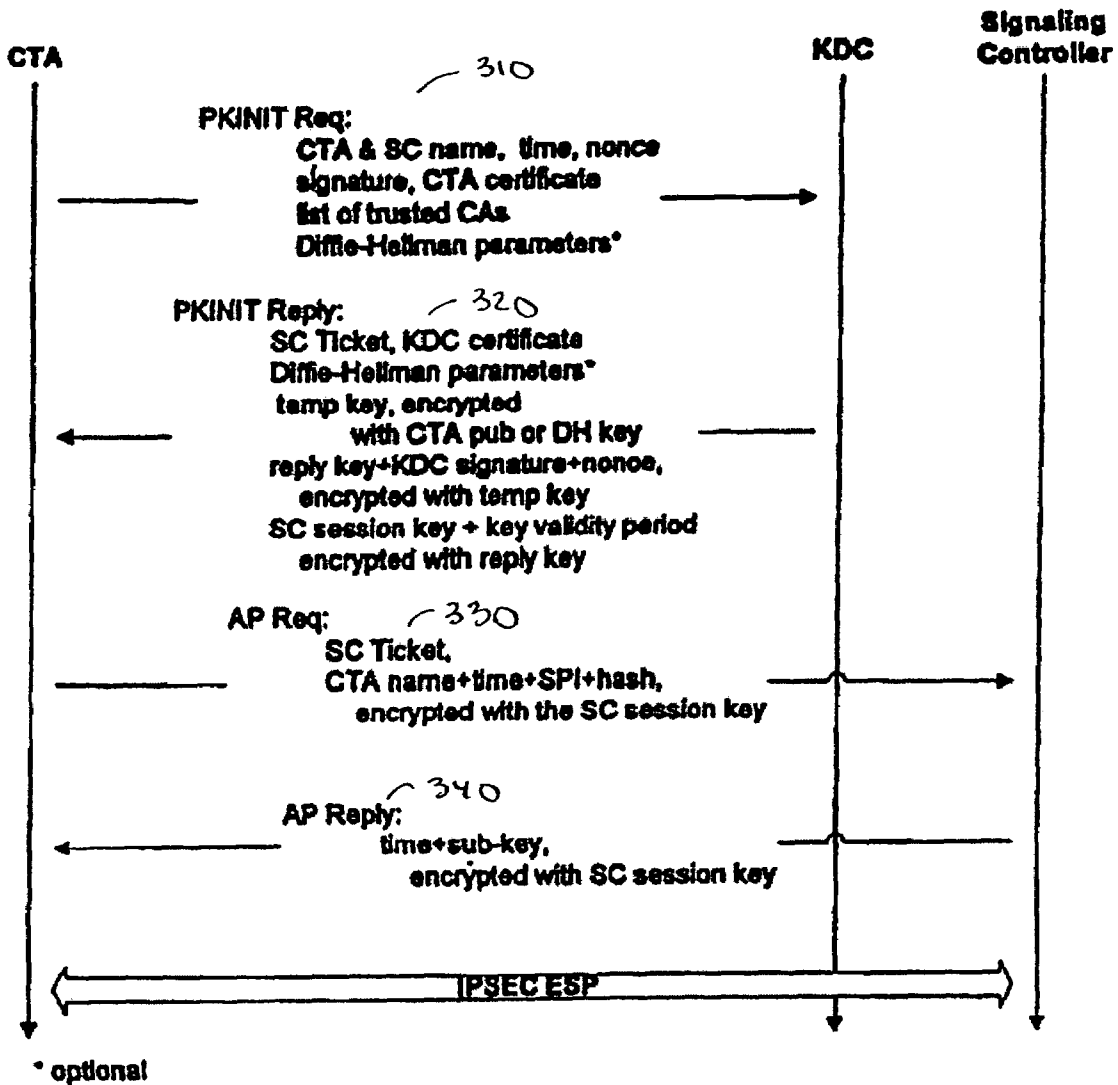 Signaling
Controller
CTA
KDC
310
PKINIT Req:
CTA & SC name, time, nonce
signature, CTA certificate
list of trusted CAs
Diffie-Hellman parameters*
PKINIT Reply:
320
SC Ticket, KDC certificate
Diffie-Hellman parameters*
temp key, encrypted
with CTA pub or DH key
reply key+KDC signature+nonce,
encrypted with temp key
SC session key + key validity period
encrypted with reply key
AP Req:
330
SC Ticket,
CTA name+time+SPI+hash,
encrypted with the SC session key
340
AP Reply:
time+sub-key,
encrypted with SC session key
IPSEC ESP
* optional